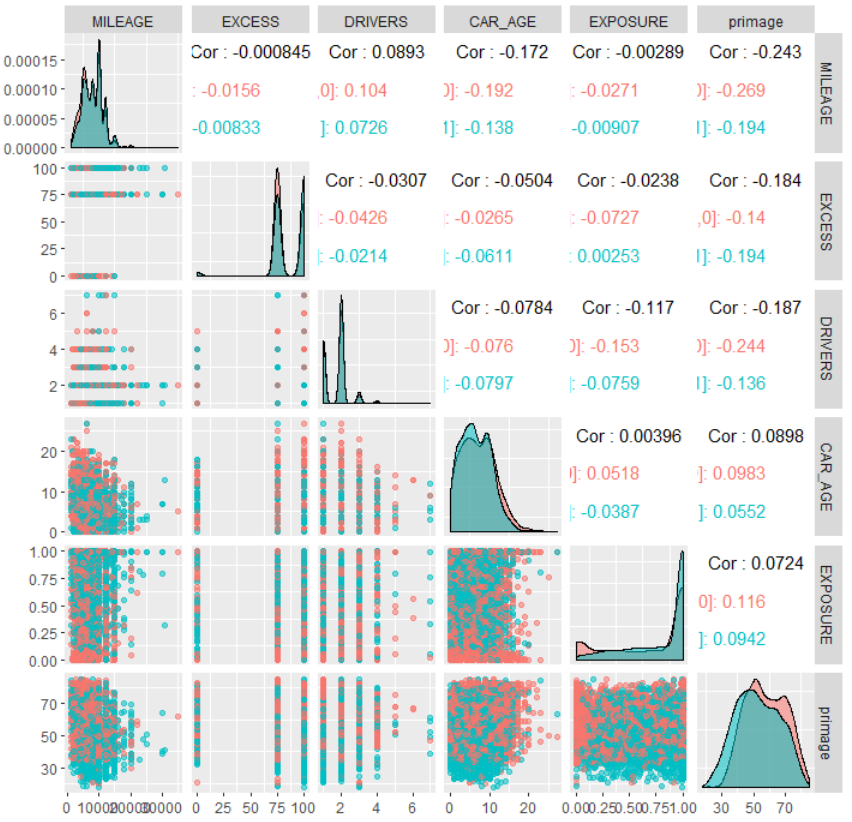 MILEAGE EXCESS DRIVERS CAR_AGE EXPOSURE primage
Cor : -0.000845 Cor : 0.0893 Cor : -0.172 Cor : -0.00289 Cor : -0.243
: -0.0156 ,0]: 0.104 )]: -0.192 : -0.0271 )]: -0.269
-0.00833 ]: 0.0726 1]: -0.138 -0.00907 I]: -0.194
0.00015
0.00010
0.00005
0.00000
MILEAGE
Cor : -0.0307 Cor : -0.0504 Cor : -0.0238 Cor : -0.184
: -0.0426 : -0.0265 : -0.0727 ,0]: -0.14
: -0.0214 : -0.0611 : 0.00253 1]: -0.194
100
75
50
25
0
EXCESS
Cor : -0.0784 Cor : -0.117 Cor : -0.187
)]: -0.076 )]: -0.153 )]: -0.244
: -0.0797 ]: -0.0759 I]: -0.136
6
4
2
DRIVERS
Cor : 0.00396 Cor : 0.0898
]: 0.0518 ]: 0.0983
: -0.0387 ]: 0.0552
20
10
0
CAR_AGE
Cor : 0.0724
0]: 0.116
]: 0.0942
1.00
0.75
0.50
0.25
0.00
EXPOSURE
70
50
30
primage
0 10000 20000 30000 0 25 50 75 100 2 4 6 0 10 20 0.00 0.25 0.50 0.75 1.00 30 50 70